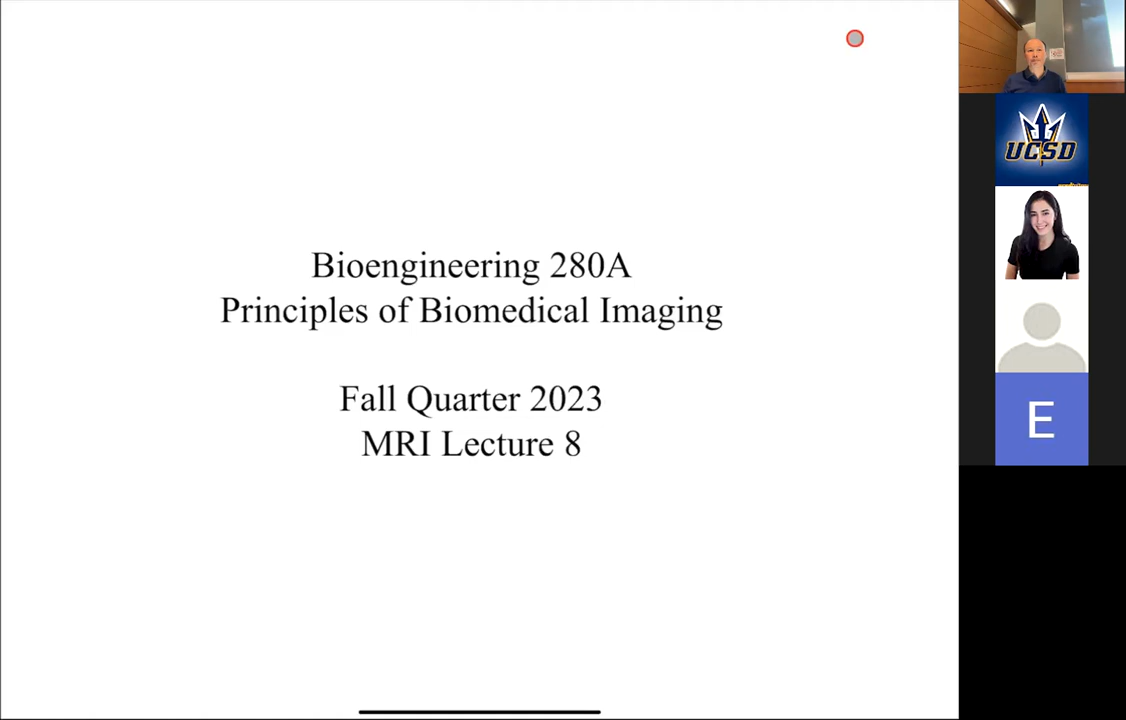 Bioengineering 280A
Principles of Biomedical Imaging
Fall Quarter 2023
MRI Lecture 8
UCSD
E